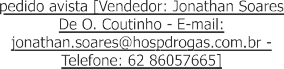 pedido avista [Vendedor: Jonathan Soares
De O. Coutinho - E-mail:
jonathan.soares@hospdrogas.com.br -
Telefone: 62 86057665]